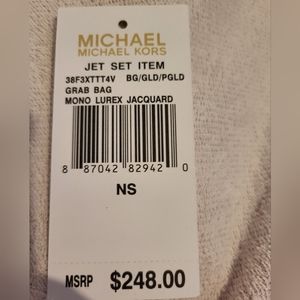 MICHAEL
MICHAEL KORS
JET SET ITEM
38F3XTTT4V BG/GLD/PGLD
GRAB BAG
MONO LUREX JACQUARD
8 87042 82942 0
NS
MSRP $248.00